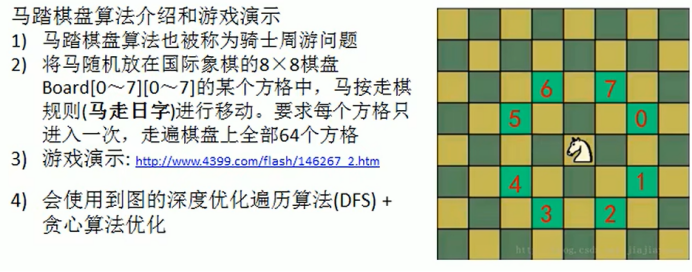 马踏棋盘算法介绍和游戏演示
1) 马踏棋盘算法也被称为骑士周游问题
2) 将马随机放在国际象棋的8×8棋盘
Board[0～7][0～7]的某个方格中，马按走棋
规则(马走日字)进行移动。要求每个方格只
进入一次，走遍棋盘上全部64个方格
3) 游戏演示: http://www.4399.com/flash/146267_2.htm
4) 会使用到图的深度优化遍历算法(DFS) +
贪心算法优化
6 7
5 0
4 1
3 2